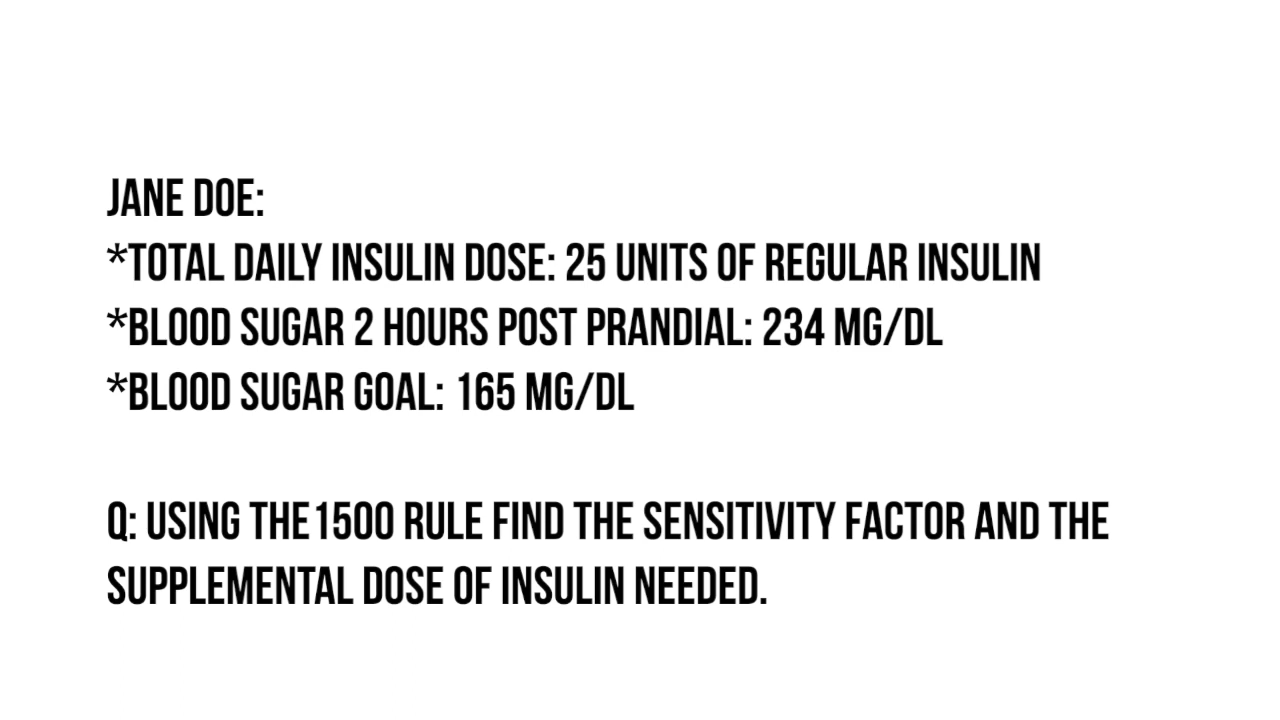 JANE DOE:
*TOTAL DAILY INSULIN DOSE: 25 UNITS OF REGULAR INSULIN
*BLOOD SUGAR 2 HOURS POST PRANDIAL: 234 MG/DL
*BLOOD SUGAR GOAL: 165 MG/DL
Q: USING THE1500 RULE FIND THE SENSITIVITY FACTOR AND THE
SUPPLEMENTAL DOSE OF INSULIN NEEDED.